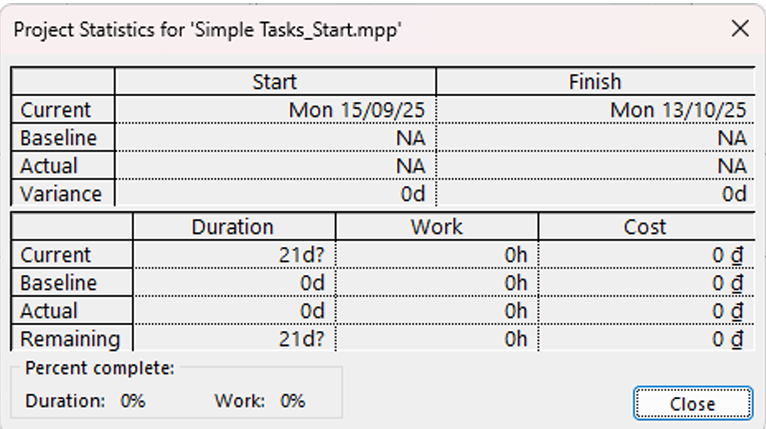 Project Statistics for 'Simple Tasks_Start.mpp'
Start Finish
Current Mon 15/09/25 Mon 13/10/25
Baseline NA NA
Actual NA NA
Variance 0d 0d
Duration Work Cost
Current 21d? 0h 0 ₫
Baseline 0d 0h 0 ₫
Actual 0d 0h 0 ₫
Remaining 21d? 0h 0 ₫
Percent complete:
Duration: 0% Work: 0%
Close